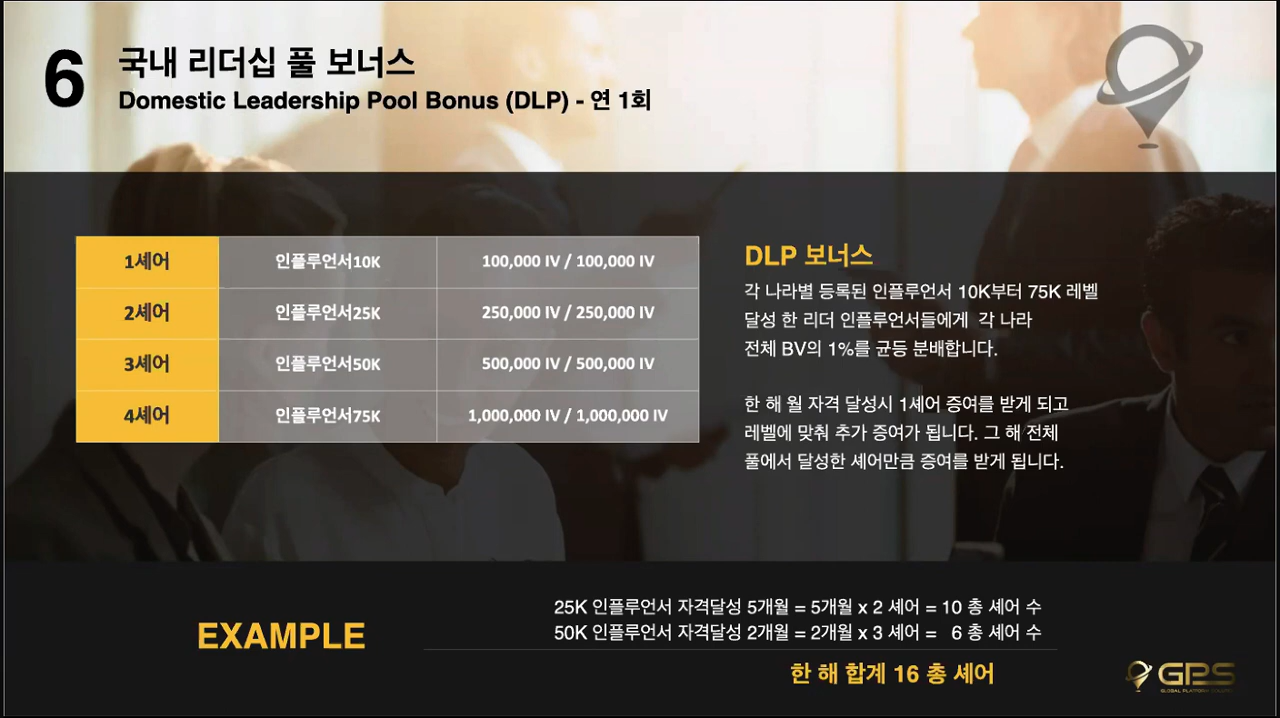 6
국내 리더십 풀 보너스
Domestic Leadership Pool Bonus (DLP) - 연 1회
1셰어 인플루언서10K 100,000 IV / 100,000 IV
2셰어 인플루언서25K 250,000 IV / 250,000 IV
3셰어 인플루언서50K 500,000 IV / 500,000 IV
4셰어 인플루언서75K 1,000,000 IV / 1,000,000 IV
DLP 보너스
각 나라별 등록된 인플루언서 10K부터 75K 레벨
달성 한 리더 인플루언서들에게 각 나라
전체 BV의 1%를 균등 분배합니다.
한 해 월 자격 달성시 1셰어 증여를 받게 되고
레벨에 맞춰 추가 증여가 됩니다. 그 해 전체
풀에서 달성한 셰어만큼 증여를 받게 됩니다.
EXAMPLE
25K 인플루언서 자격달성 5개월 = 5개월 x 2 셰어 = 10 총 셰어 수
50K 인플루언서 자격달성 2개월 = 2개월 x 3 셰어 = 6 총 셰어 수
한 해 합계 16 총 셰어
GPS
GLOBAL PLATFORM